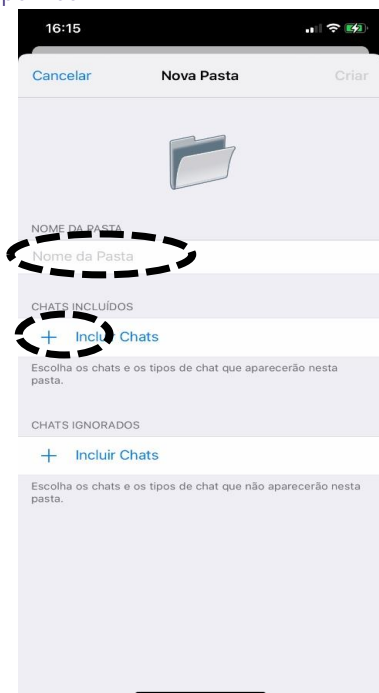 16:15
Cancelar Nova Pasta Criar
NOME DA PASTA
Nome da Pasta
CHATS INCLUÍDOS
+ Incluir Chats
Escolha os chats e os tipos de chat que aparecerão nesta
pasta.
CHATS IGNORADOS
+ Incluir Chats
Escolha os chats e os tipos de chat que não aparecerão nesta
pasta.